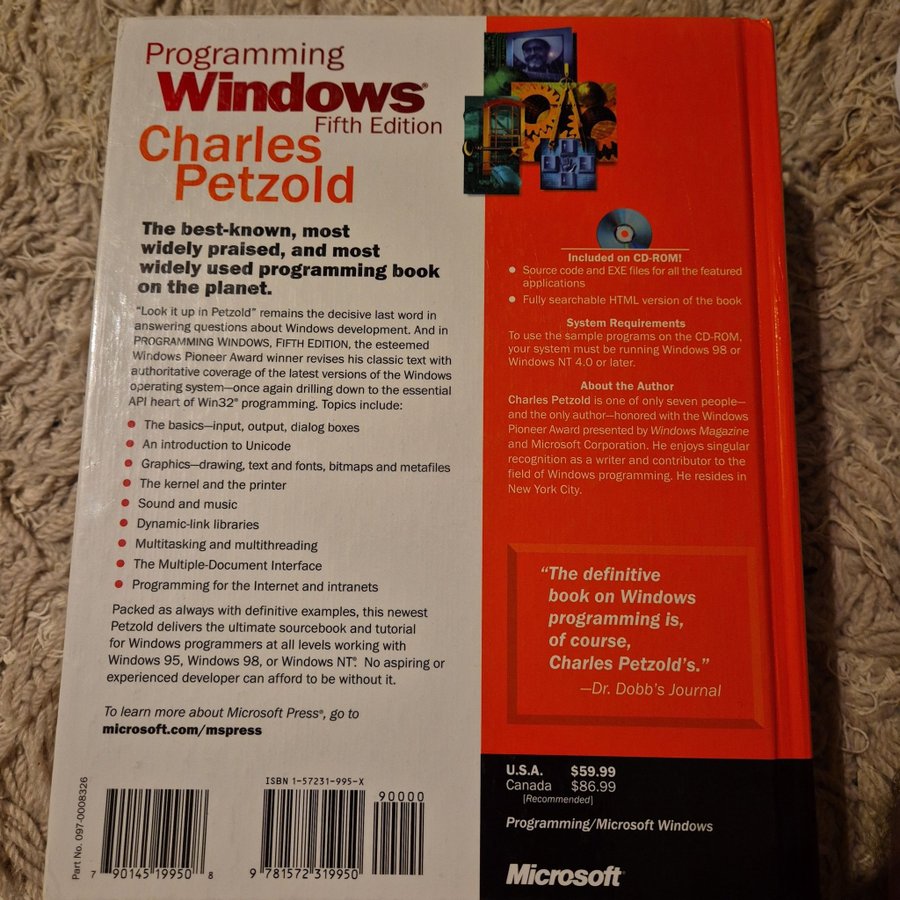 Programming
Windows®
Fifth Edition
Charles
Petzold
The best-known, most
widely praised, and most
widely used programming book
on the planet.
"Look it up in Petzold" remains the decisive last word in
answering questions about Windows development. And in
PROGRAMMING WINDOWS, FIFTH EDITION, the esteemed
Windows Pioneer Award winner revises his classic text with
authoritative coverage of the latest versions of the Windows
operating system—once again drilling down to the essential
API heart of Win32® programming. Topics include:
• The basics—input, output, dialog boxes
• An introduction to Unicode
• Graphics—drawing, text and fonts, bitmaps and metafiles
• The kernel and the printer
• Sound and music
• Dynamic-link libraries
• Multitasking and multithreading
• The Multiple-Document Interface
• Programming for the Internet and intranets
Packed as always with definitive examples, this newest
Petzold delivers the ultimate sourcebook and tutorial
for Windows programmers at all levels working with
Windows 95, Windows 98, or Windows NT®. No aspiring or
experienced developer can afford to be without it.
To learn more about Microsoft Press®, go to
microsoft.com/mspress
Part No. 097-0008326
7 90145 19950 8
ISBN 1-57231-995-X
90000
9 781572 319950
Included on CD-ROM!
• Source code and EXE files for all the featured
applications
• Fully searchable HTML version of the book
System Requirements
To use the sample programs on the CD-ROM,
your system must be running Windows 98 or
Windows NT 4.0 or later.
About the Author
Charles Petzold is one of only seven people—
and the only author—honored with the Windows
Pioneer Award presented by Windows Magazine
and Microsoft Corporation. He enjoys singular
recognition as a writer and contributor to the
field of Windows programming. He resides in
New York City.
"The definitive
book on Windows
programming is,
of course,
Charles Petzold's."
—Dr. Dobb's Journal
U.S.A. $59.99
Canada $86.99
[Recommended]
Programming/Microsoft Windows
Microsoft®